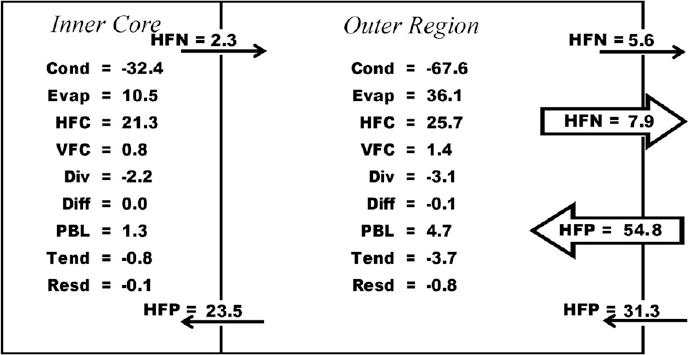 Inner Core
Outer Region
HFN = 2.3
HFN = 5.6
Cond = -32.4
Evap = 10.5
HFC = 21.3
VFC = 0.8
Div = -2.2
Diff = 0.0
PBL = 1.3
Tend = -0.8
Resd = -0.1
Cond = -67.6
Evap = 36.1
HFC = 25.7
VFC = 1.4
Div = -3.1
Diff = -0.1
PBL = 4.7
Tend = -3.7
Resd = -0.8
HFN = 7.9
HFP = 54.8
HFP = 23.5
HFP = 31.3